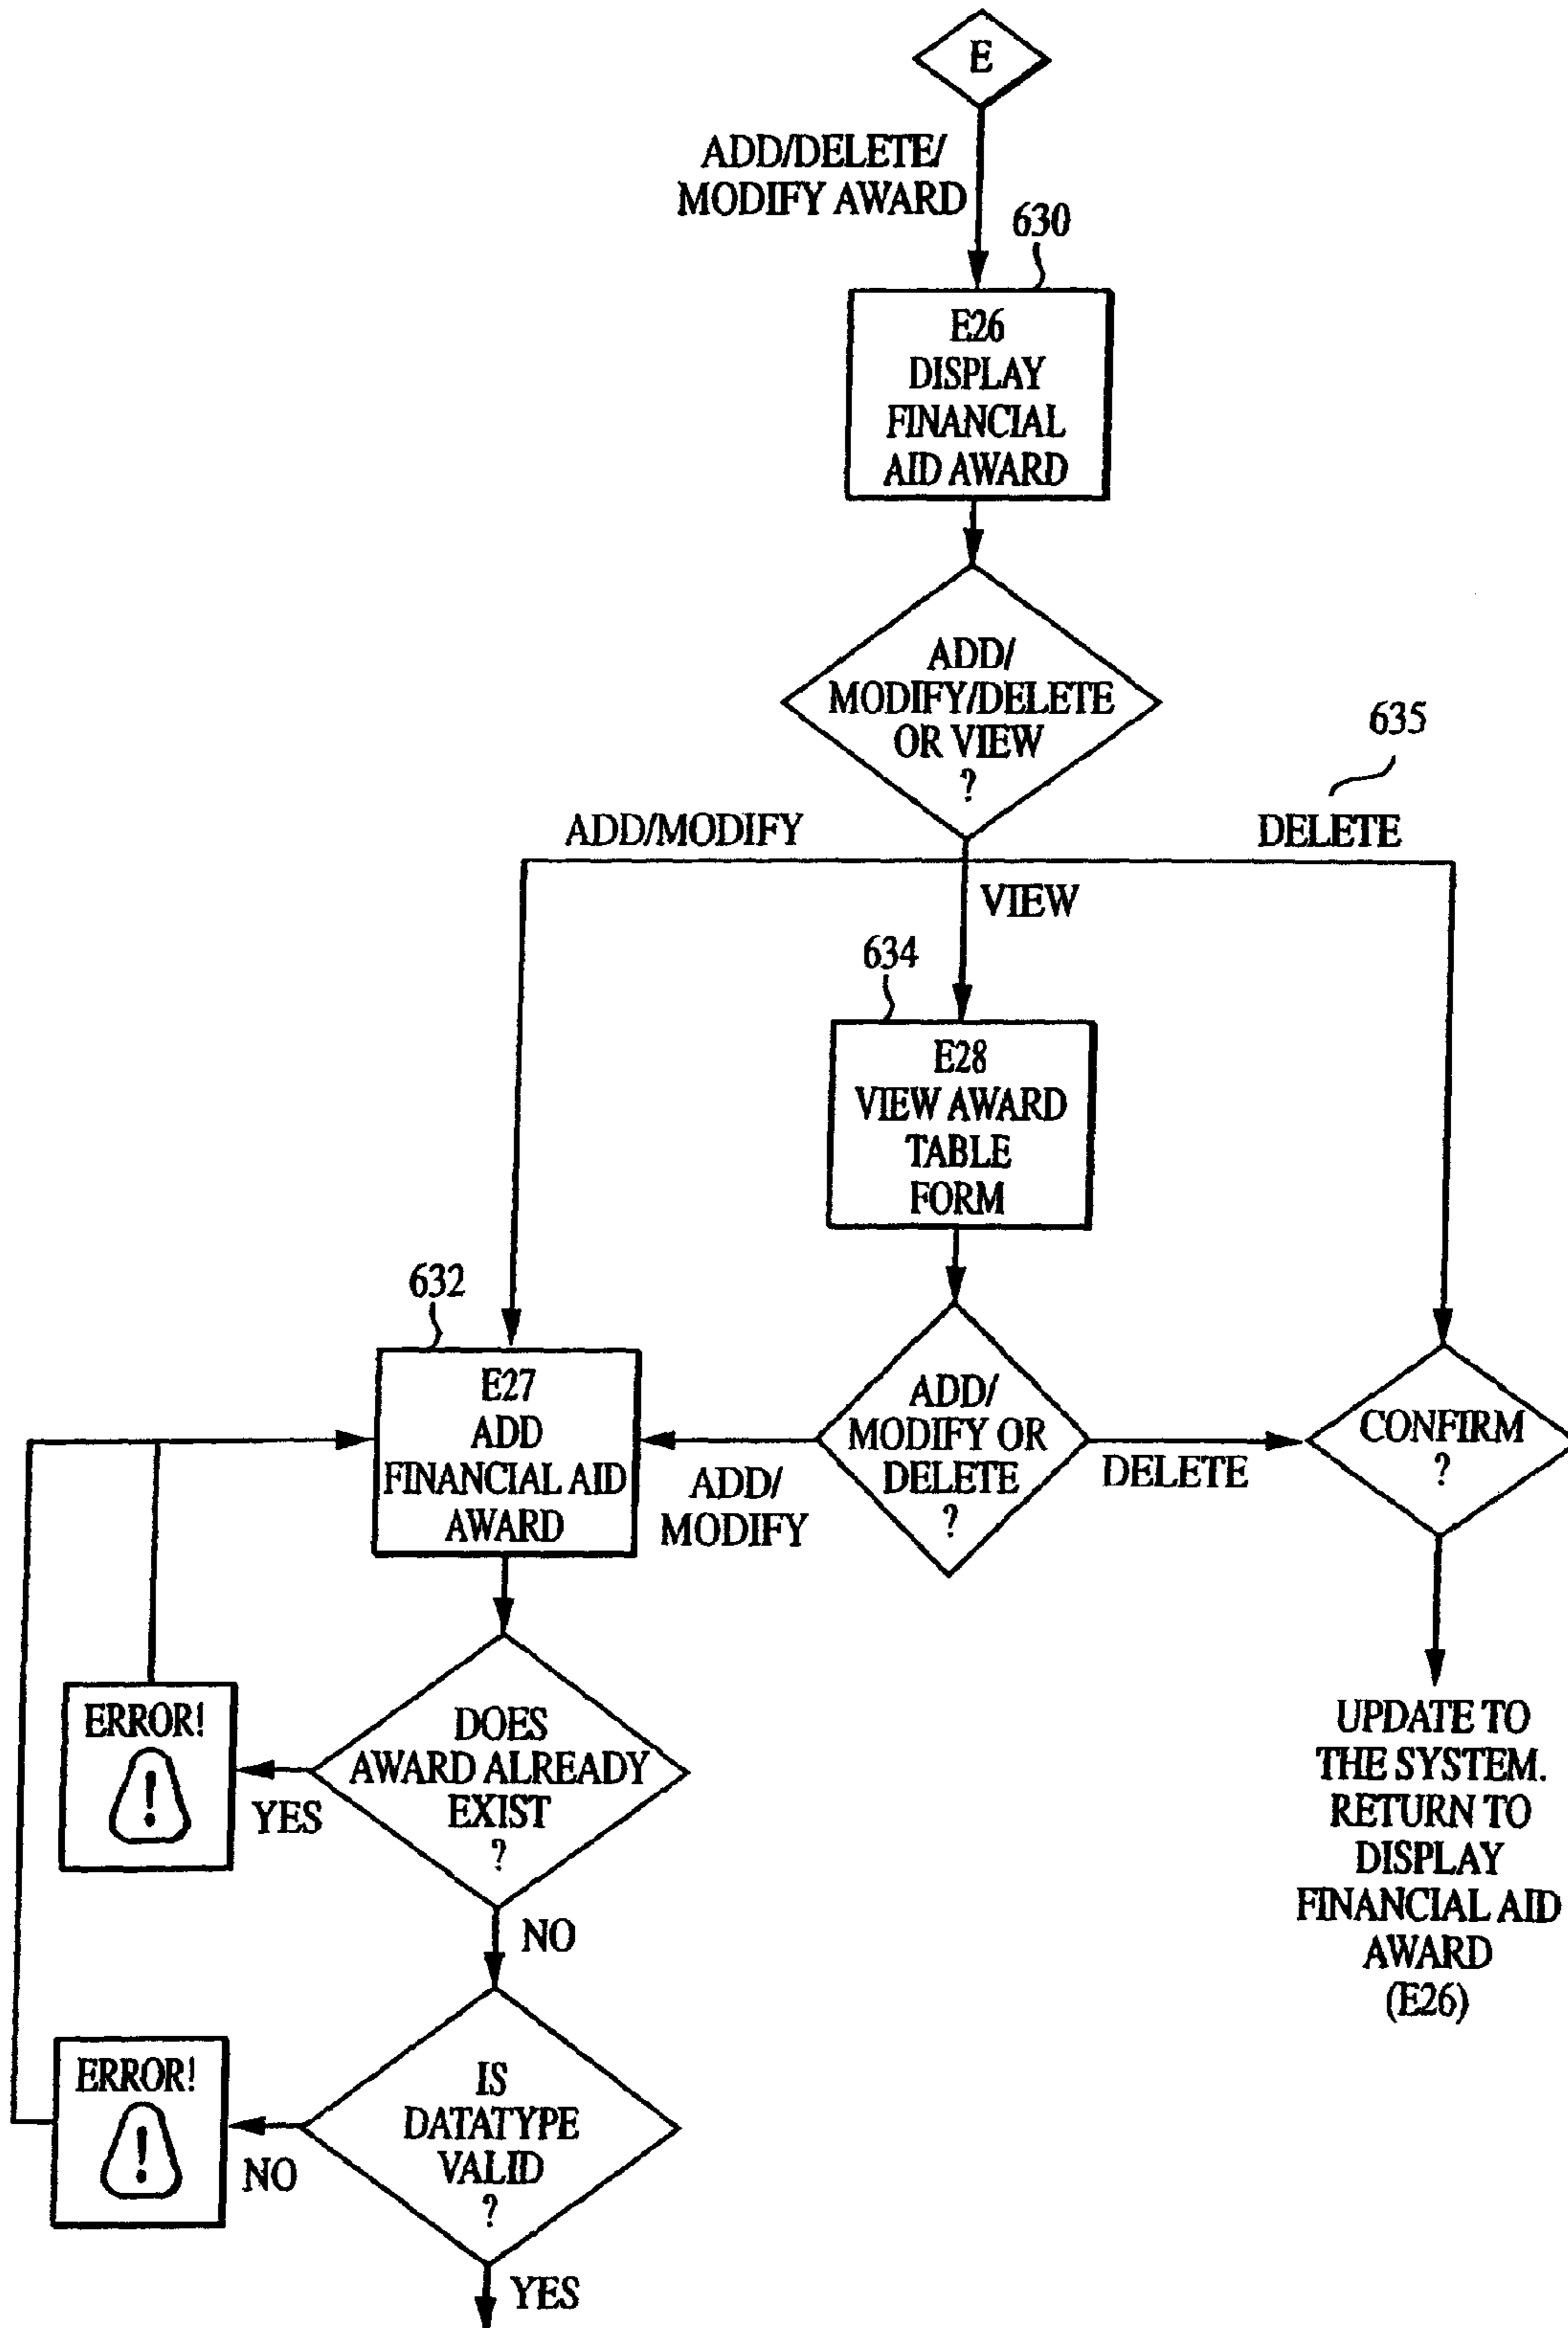 E
ADD/DELETE/
MODIFY AWARD
630
E26
DISPLAY
FINANCIAL
AID AWARD
ADD/
MODIFY/DELETE
OR VIEW
?
635
ADD/MODIFY
DELETE
VIEW
634
E28
VIEW AWARD
TABLE
FORM
632
E27
ADD
FINANCIAL AID
AWARD
ADD/
MODIFY
ADD/
MODIFY OR
DELETE
?
DELETE
CONFIRM
?
ERROR!
!
YES
DOES
AWARD ALREADY
EXIST
?
UPDATE TO
THE SYSTEM.
RETURN TO
DISPLAY
FINANCIAL AID
AWARD
(E26)
NO
ERROR!
!
NO
IS
DATATYPE
VALID
?
YES